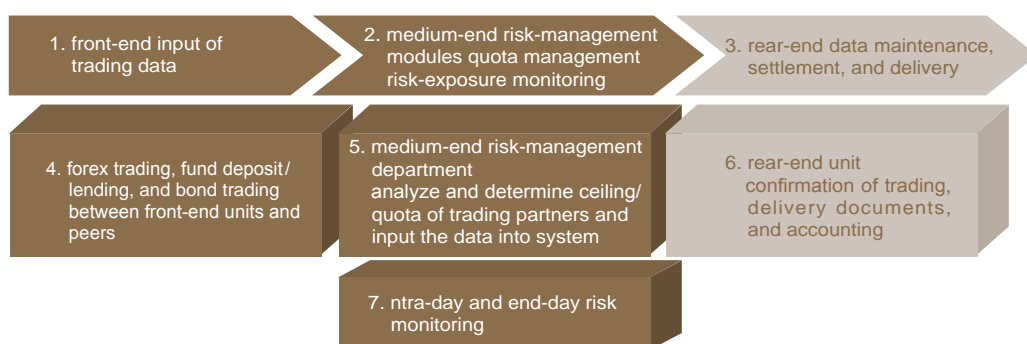 1. front-end input of
trading data
2. medium-end risk-management
modules quota management
risk-exposure monitoring
3. rear-end data maintenance,
settlement, and delivery
4. forex trading, fund deposit/
lending, and bond trading
between front-end units and
peers
5. medium-end risk-management
department
analyze and determine ceiling/
quota of trading partners and
input the data into system
6. rear-end unit
confirmation of trading,
delivery documents,
and accounting
7. ntra-day and end-day risk
monitoring